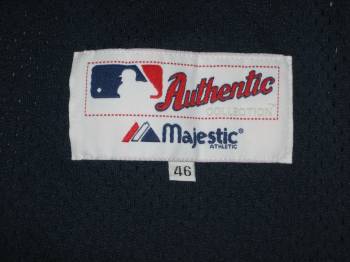 Authentic
COLLECTION
Majestic®
ATHLETIC
46